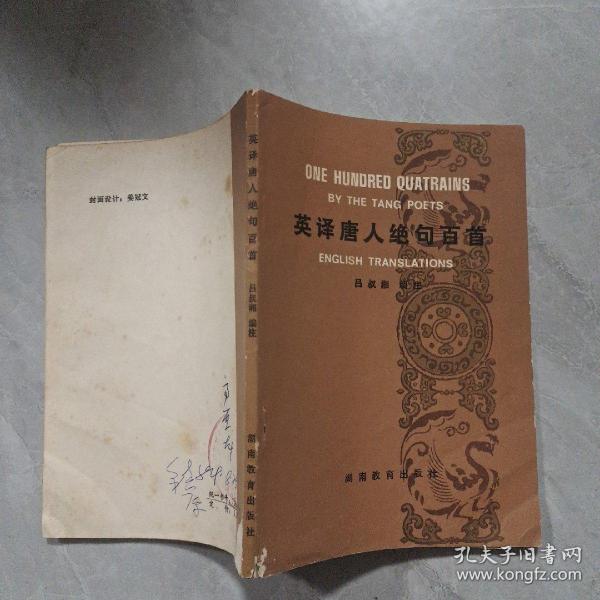 封面设计：姜冠文
英译唐人绝句百首
吕叔湘 编注
湖南教育出版社
ONE HUNDRED QUATRAINS
BY THE TANG POETS
英译唐人绝句百首
ENGLISH TRANSLATIONS
吕叔湘 编注
湖南教育出版社
孔夫子旧书网
www.kongfz.com